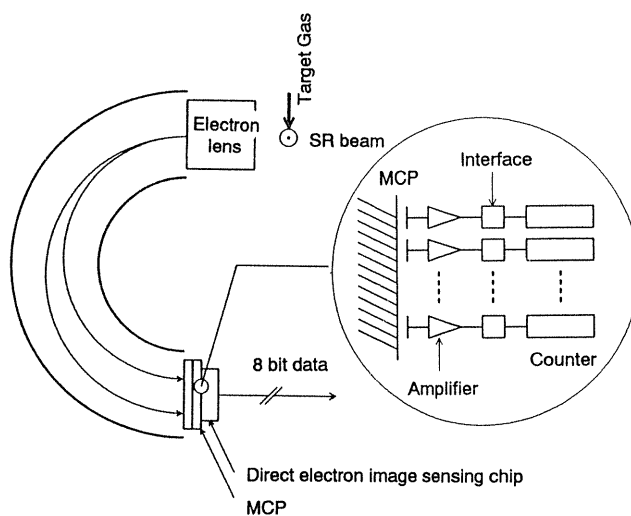 Target Gas
Electron
lens
SR beam
Interface
MCP
Counter
Amplifier
8 bit data
Direct electron image sensing chip
MCP